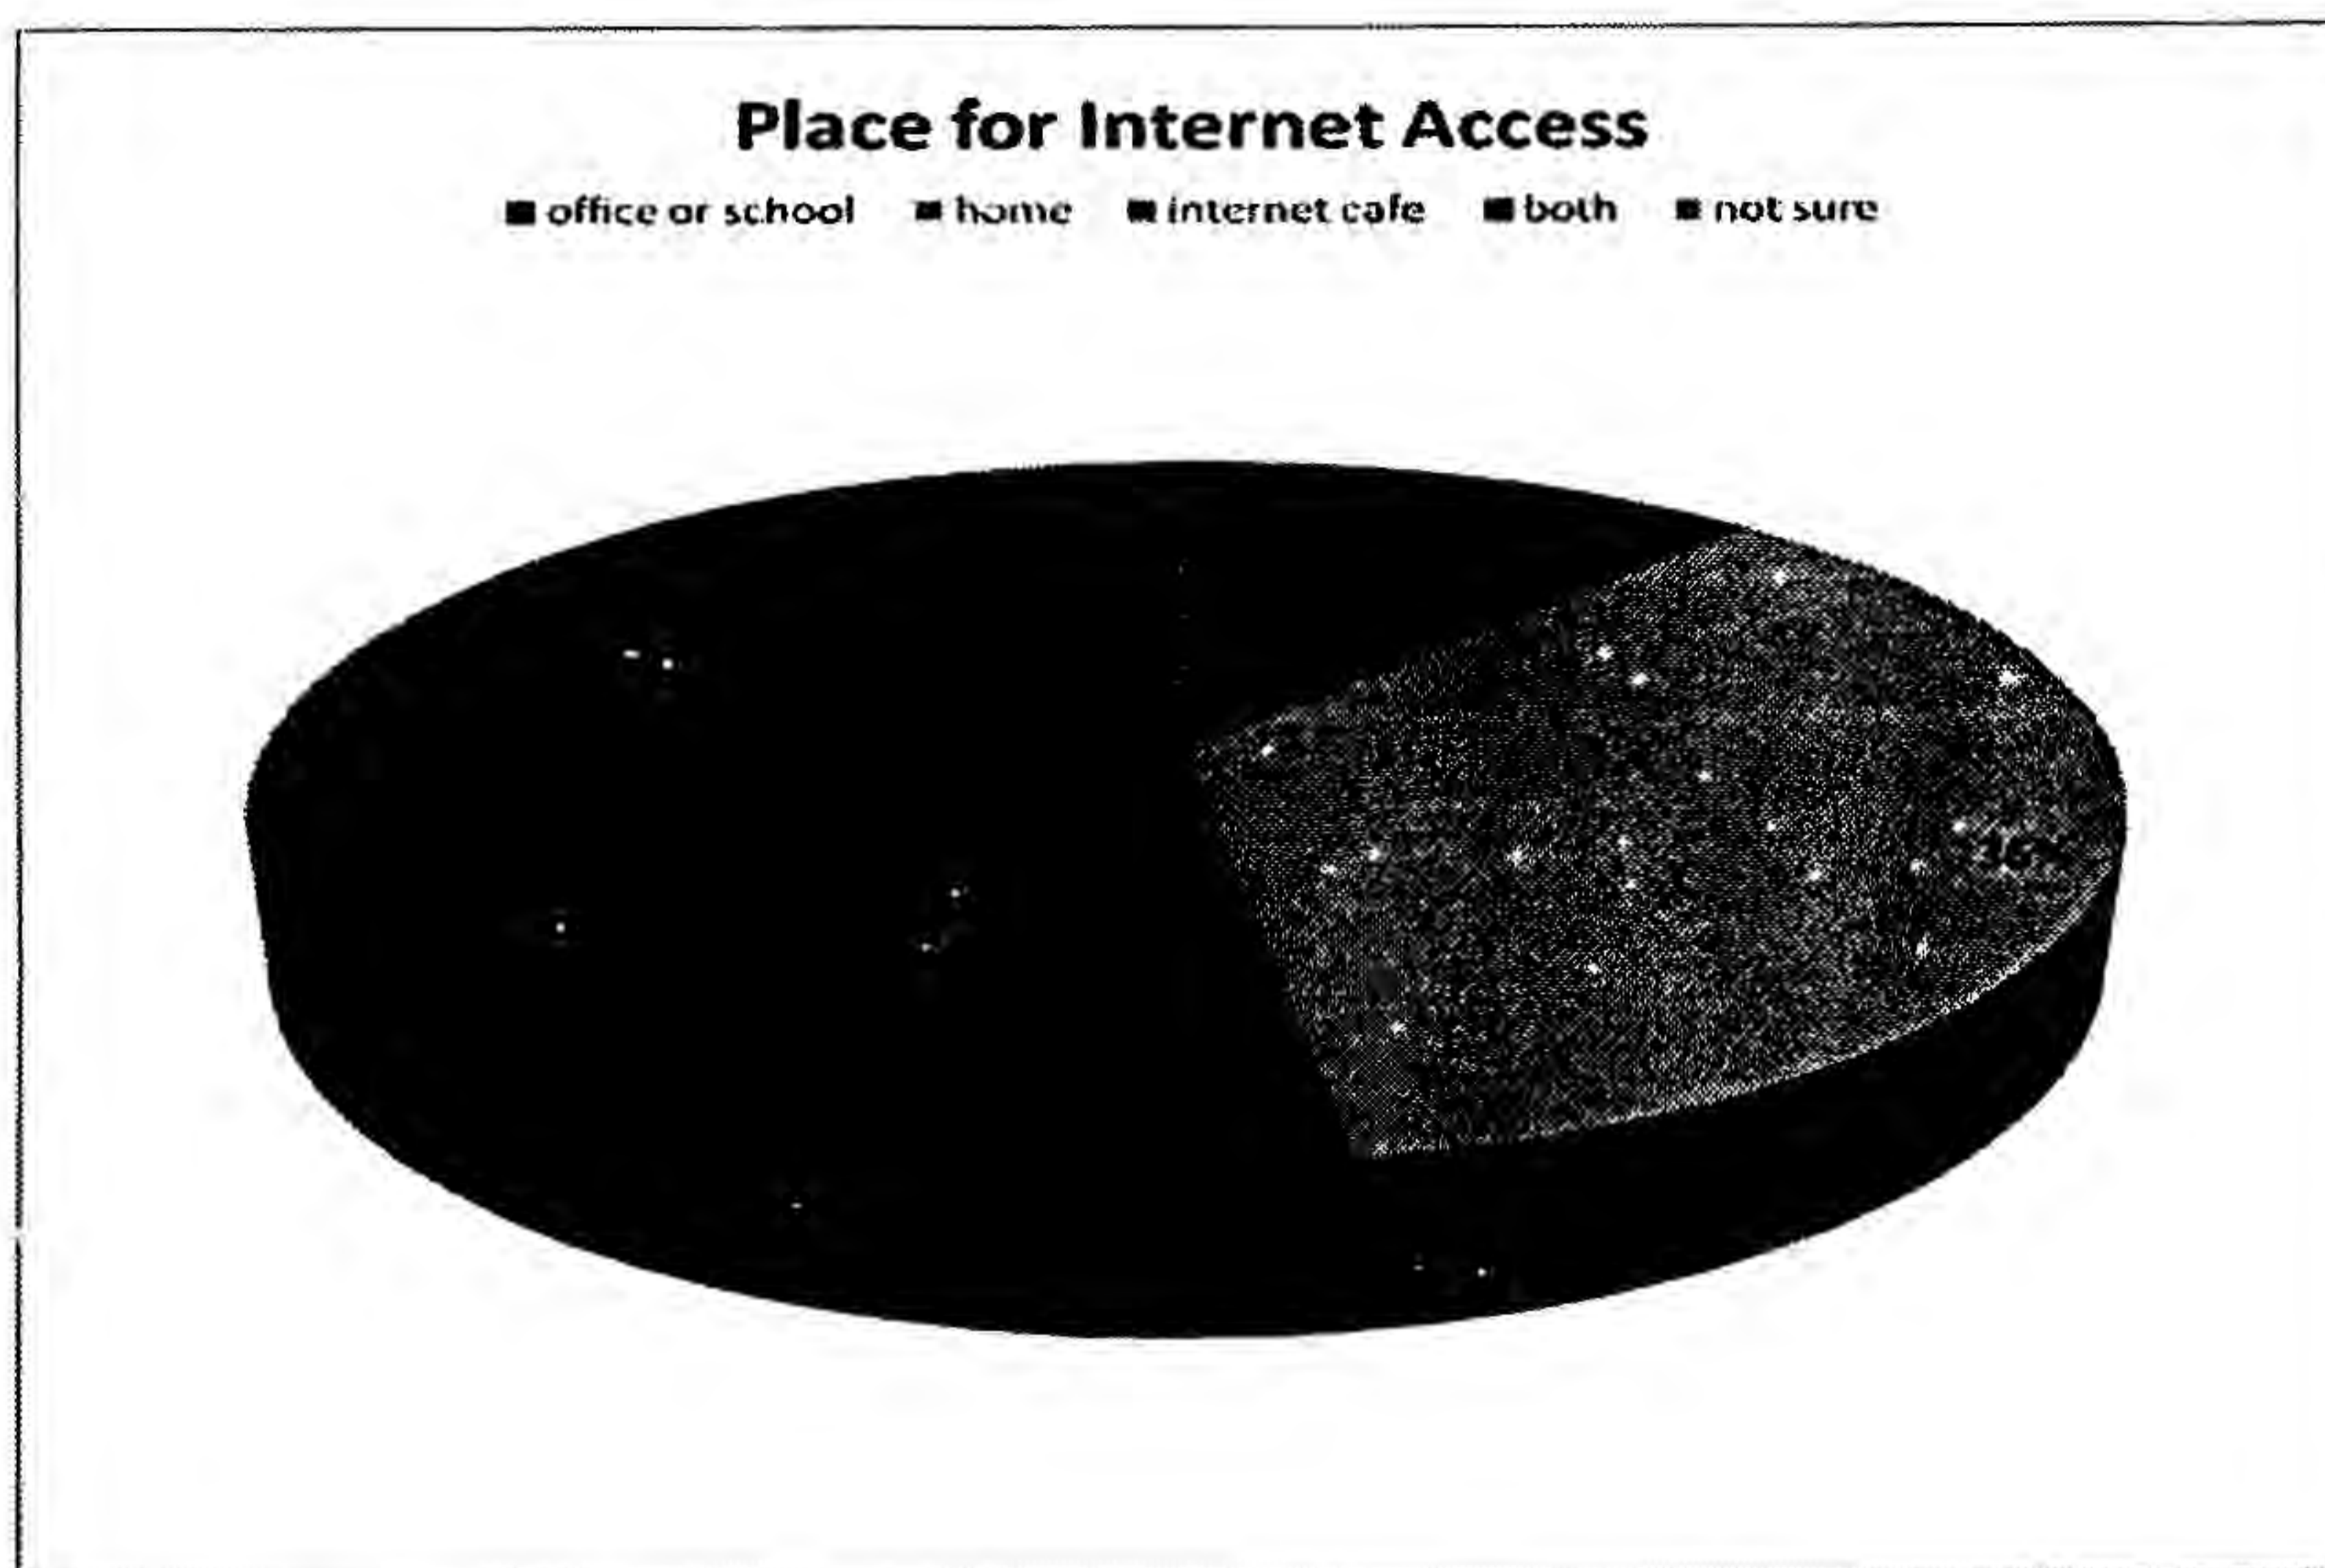 Place for Internet Access
office or school home internet cafe both not sure